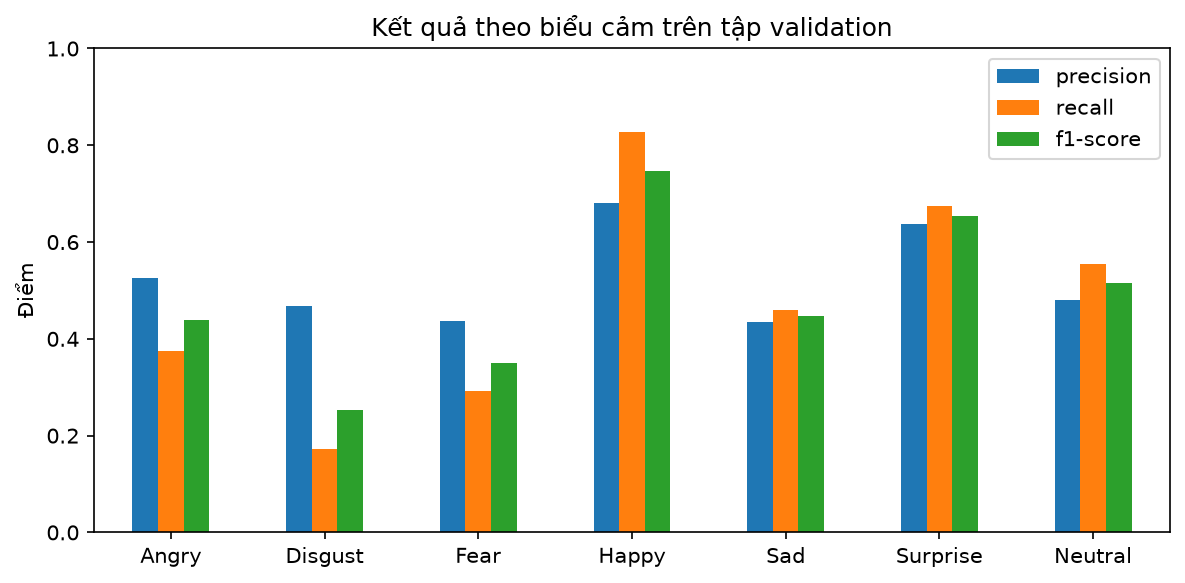 Kết quả theo biểu cảm trên tập validation
precision
recall
f1-score
Điểm
1.0
0.8
0.6
0.4
0.2
0.0
Angry
Disgust
Fear
Happy
Sad
Surprise
Neutral